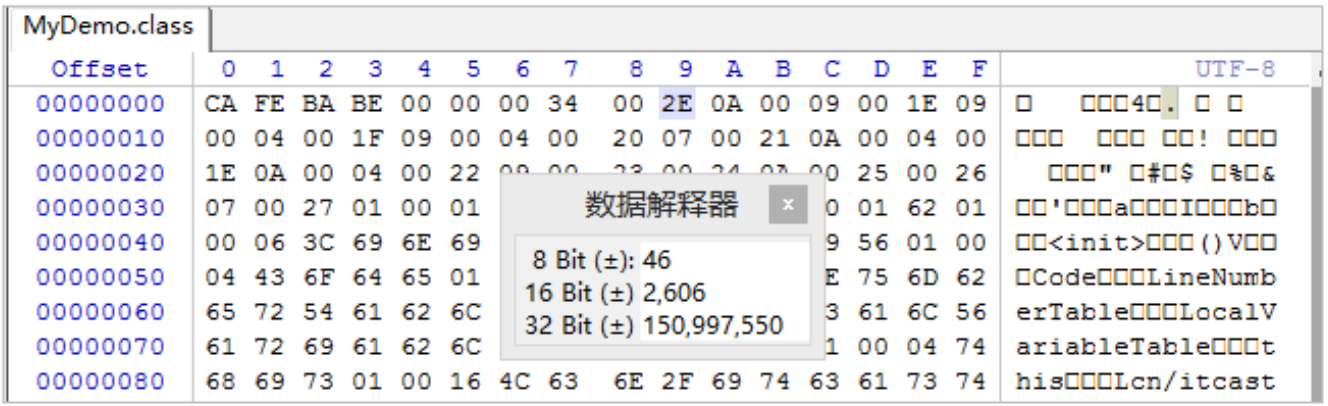 MyDemo.class
Offset 0 1 2 3 4 5 6 7 8 9 A B C D E F UTF-8
00000000 CA FE BA BE 00 00 00 34 00 2E 0A 00 09 00 1E 09 □ □□□4□. □ □
00000010 00 04 00 1F 09 00 04 00 20 07 00 21 0A 00 04 00 □□□ □□□ □□! □□□
00000020 1E 0A 00 04 00 22 09 00 23 00 24 0A 00 25 00 26 □□□" □#□$ □%□&
00000030 07 00 27 01 00 01 0 01 62 01 □□'□□□a□□□I□□□b□
00000040 00 06 3C 69 6E 69 9 56 01 00 □□<init>□□□()V□□
00000050 04 43 6F 64 65 01 E 75 6D 62 □Code□□□LineNumb
00000060 65 72 54 61 62 6C 3 61 6C 56 erTable□□□LocalV
00000070 61 72 69 61 62 6C 1 00 04 74 ariableTable□□□t
00000080 68 69 73 01 00 16 4C 63 6E 2F 69 74 63 61 73 74 his□□□Lcn/itcast
数据解释器 x
8 Bit (±): 46
16 Bit (±) 2,606
32 Bit (±) 150,997,550